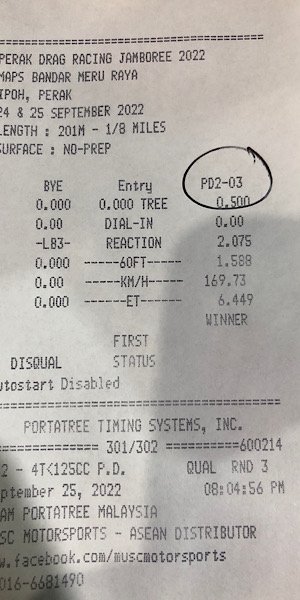 PERAK DRAG RACING JAMBOREE 2022
MAPS BANDAR MERU RAYA
IPOH, PERAK
24 & 25 SEPTEMBER 2022
LENGTH : 201M - 1/8 MILES
SURFACE : NO-PREP
BYE Entry PD2-03
0.000 0.000 TREE 0.500
0.00 DIAL-IN 0.00
-LB3- REACTION 2.075
0.000 ------60FT----- 1.588
0.00 ------KM/H----- 169.73
0.000 ------ET----- 6.449
WINNER
FIRST
DISQUAL STATUS
utostart Disabled
PORTATREE TIMING SYSTEMS, INC.
============ 301/302 ==========600214
2 - 4T<125CC P.D. QUAL RND 3
ptember 25, 2022 08:04:56 PM
AM PORTATREE MALAYSIA
SC MOTORSPORTS - ASEAN DISTRIBUTOR
w.facebook.com/muscmotorsports
016-6681490